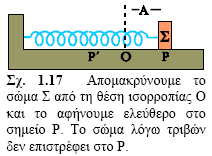 A
Σ
P΄ O P
Σχ. 1.17 Απομακρύνουμε το
σώμα Σ από τη θέση ισορροπίας Ο
και το αφήνουμε ελεύθερο στο
σημείο Ρ. Το σώμα λόγω τριβών
δεν επιστρέφει στο Ρ.